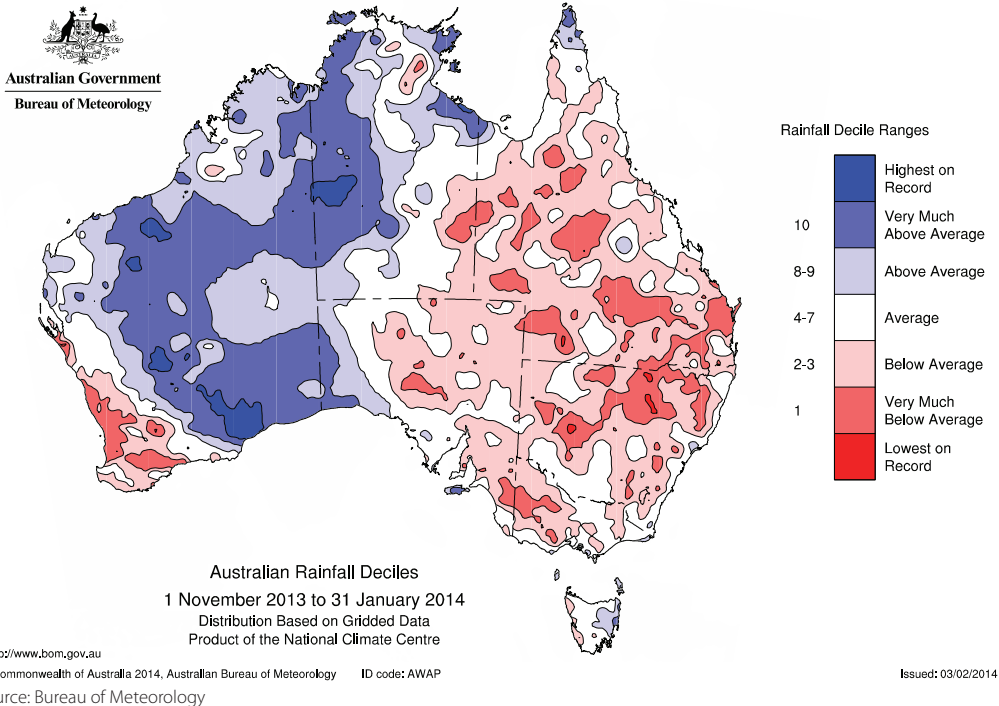 Australian Government
Bureau of Meteorology
Rainfall Decile Ranges
Highest on
Record
10
Very Much
Above Average
8-9
Above Average
4-7
Average
2-3
Below Average
1
Very Much
Below Average
Lowest on
Record
Australian Rainfall Deciles
1 November 2013 to 31 January 2014
Distribution Based on Gridded Data
Product of the National Climate Centre
p://www.bom.gov.au
ommonwealth of Australia 2014, Australian Bureau of Meteorology ID code: AWAP
Issued: 03/02/2014
urce: Bureau of Meteorology